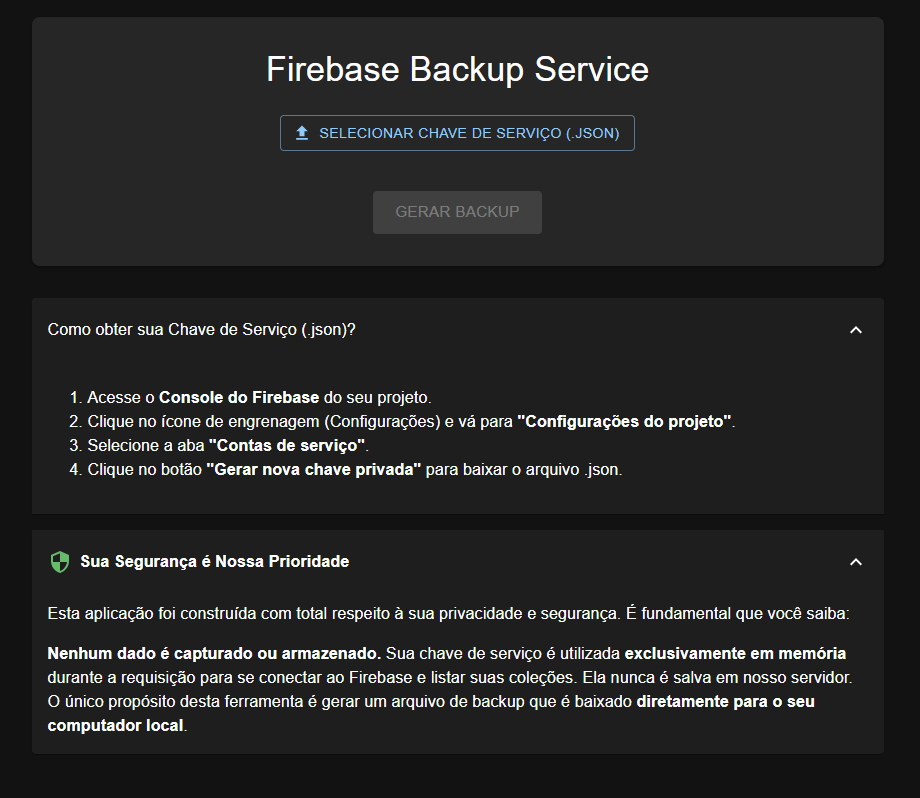 Firebase Backup Service
SELECIONAR CHAVE DE SERVIÇO (.JSON)
GERAR BACKUP
Como obter sua Chave de Serviço (.json)?
1. Acesse o Console do Firebase do seu projeto.
2. Clique no ícone de engrenagem (Configurações) e vá para "Configurações do projeto".
3. Selecione a aba "Contas de serviço".
4. Clique no botão "Gerar nova chave privada" para baixar o arquivo .json.
Sua Segurança é Nossa Prioridade
Esta aplicação foi construída com total respeito à sua privacidade e segurança. É fundamental que você saiba:
Nenhum dado é capturado ou armazenado. Sua chave de serviço é utilizada exclusivamente em memória
durante a requisição para se conectar ao Firebase e listar suas coleções. Ela nunca é salva em nosso servidor.
O único propósito desta ferramenta é gerar um arquivo de backup que é baixado diretamente para o seu
computador local.